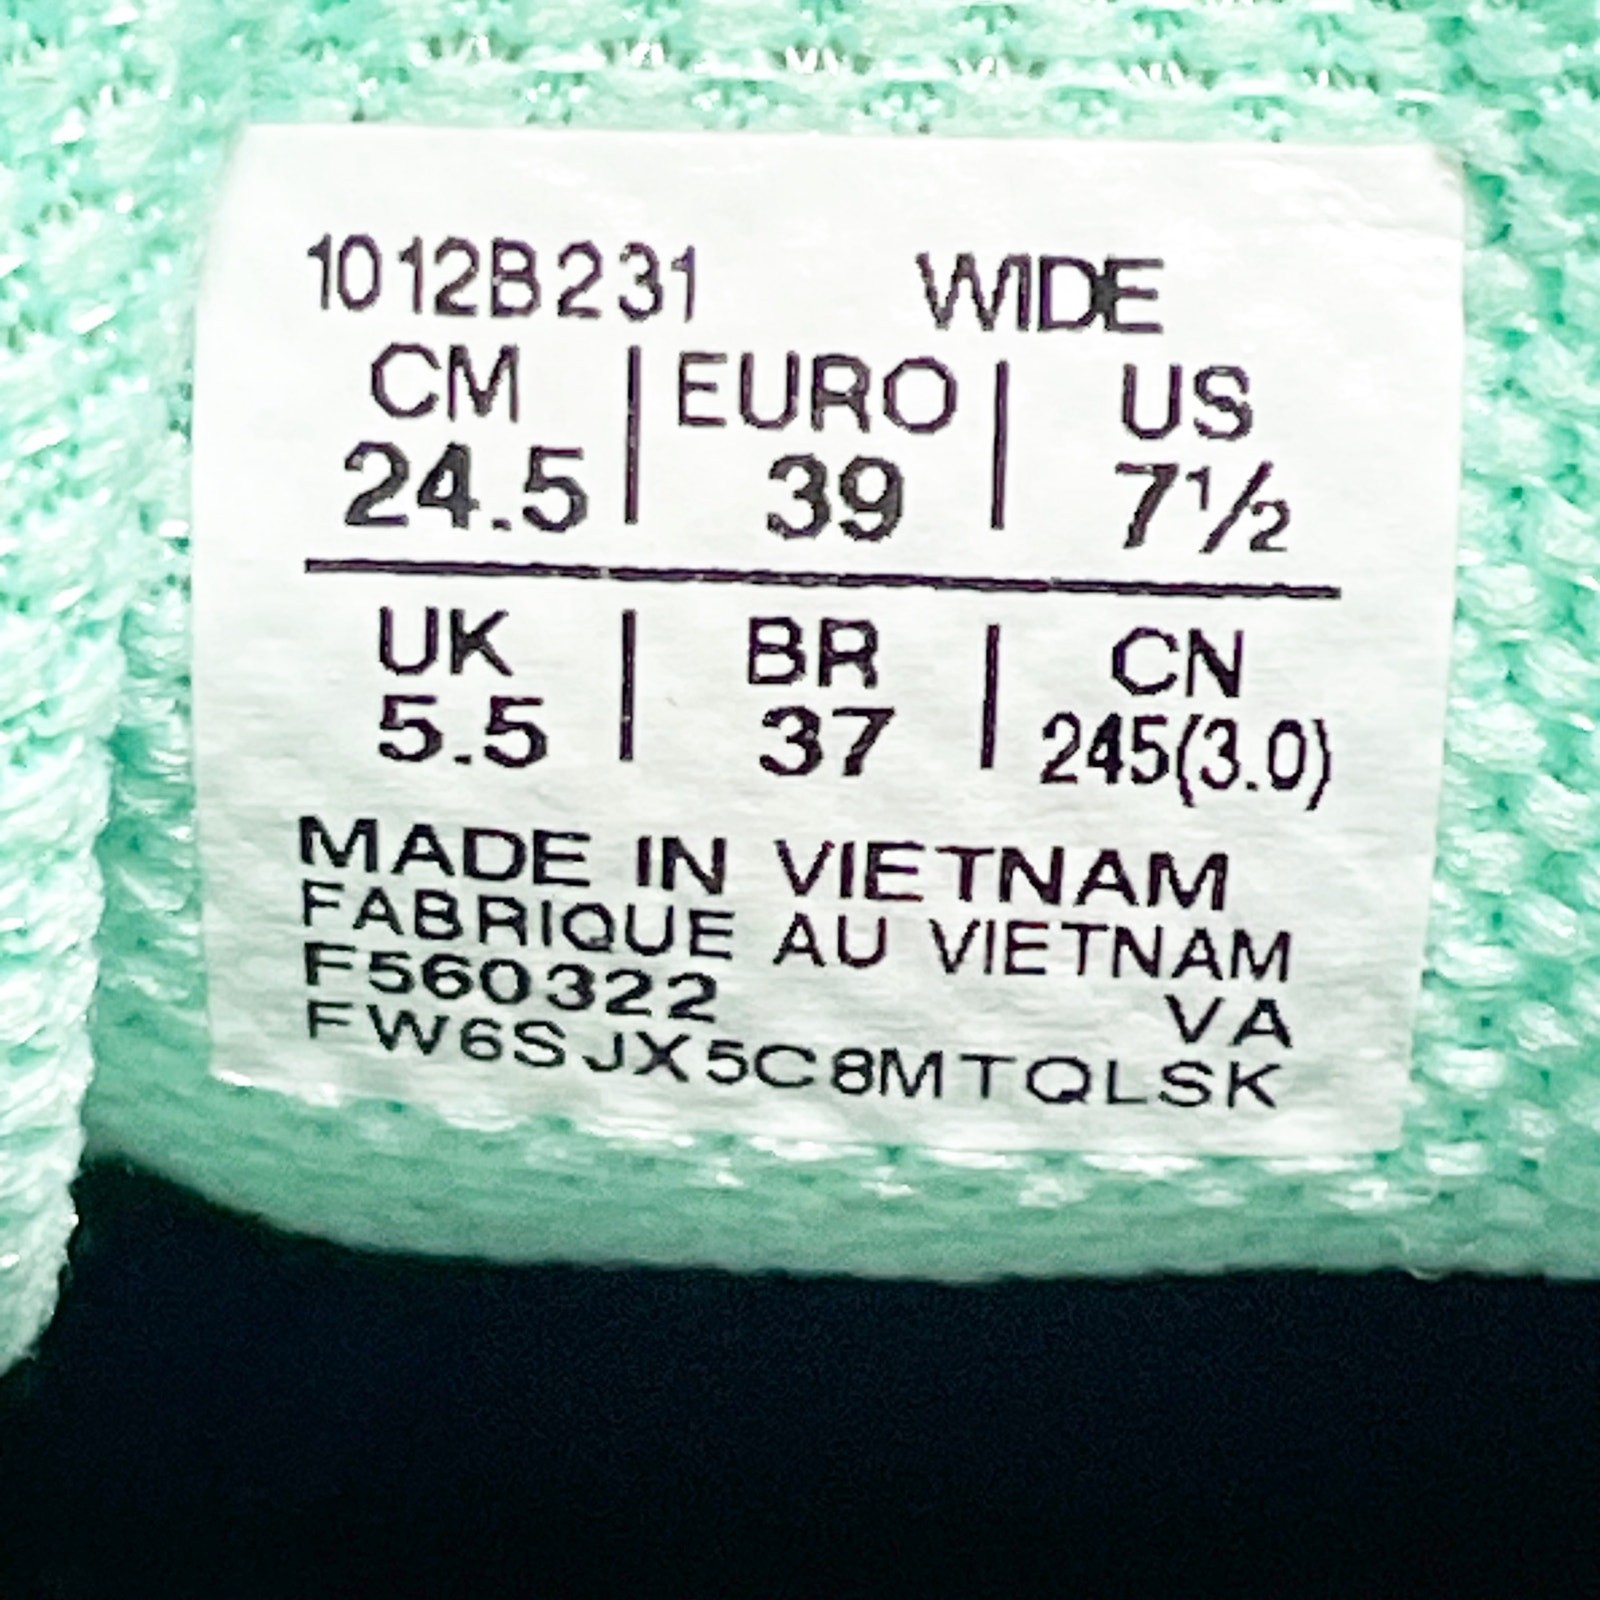 1012B231 WIDE
CM | EURO | US
24.5 | 39 | 7½
UK | BR | CN
5.5 | 37 | 245(3.0)
MADE IN VIETNAM
FABRIQUE AU VIETNAM
F560322 VA
FW6SJX5C8MTQLSK